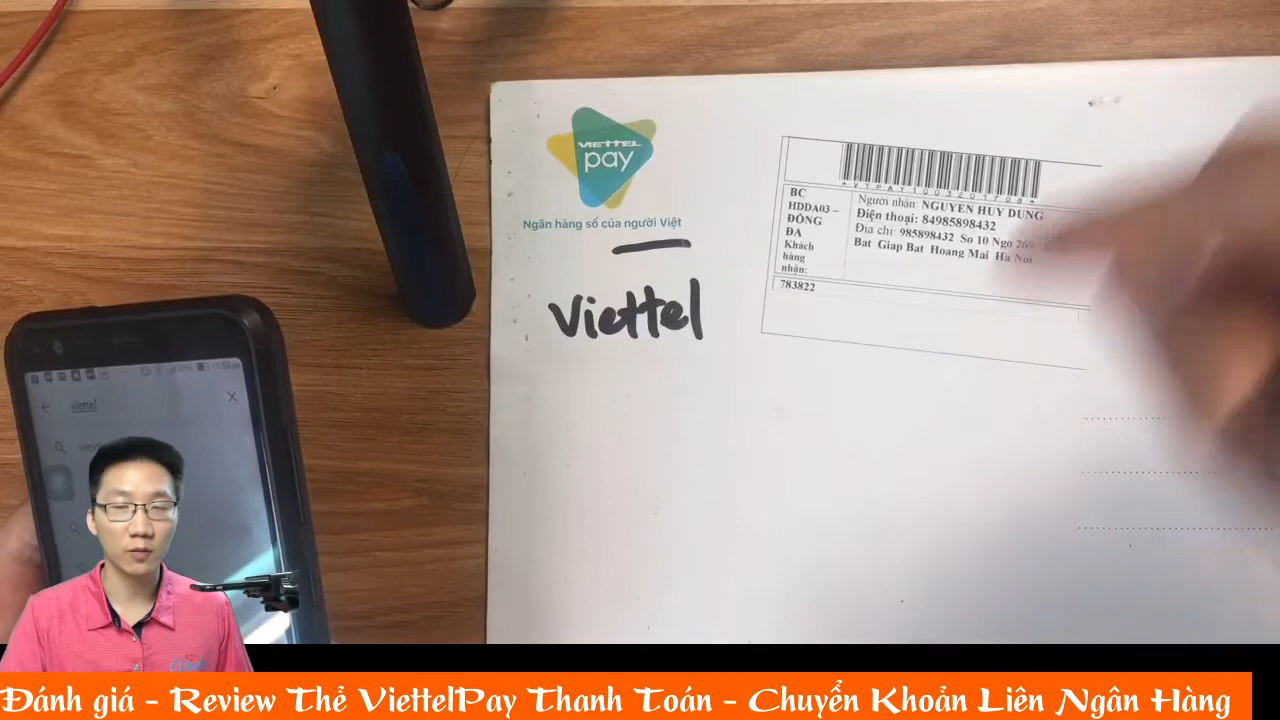 VIETTEL
pay
Ngân hàng số của người Việt
Viettel
*VTPAYT003201708*
BC
HDDA03 –
ĐỐNG
ĐA
Khách
hàng
nhận:
783822
Người nhận: NGUYEN HUY DUNG
Điện thoại: 84985898432
Địa chỉ: 985898432 So 10 Ngo
Bat Giap Bat Hoang Mai Ha Noi
viettel
Đánh giá - Review Thẻ ViettelPay Thanh Toán - Chuyển Khoản Liên Ngân Hàng